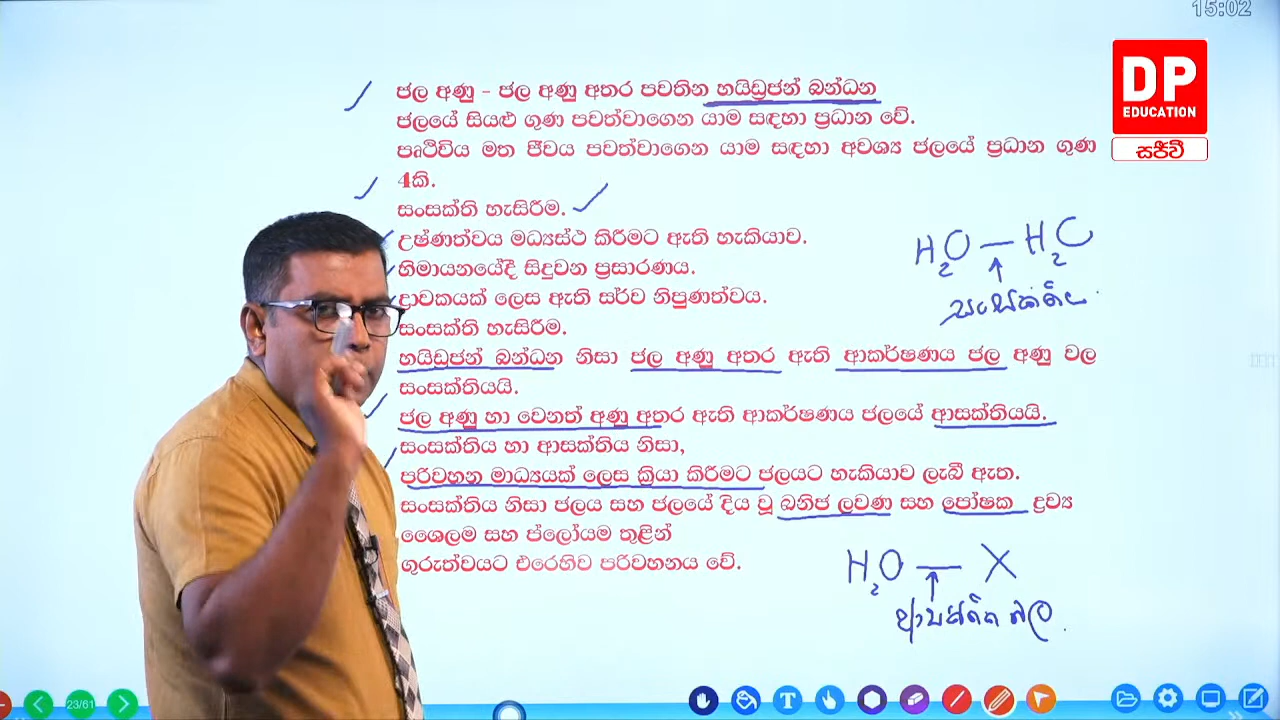 15:02
DP
EDUCATION
සජීවී
ජල අණු - ජල අණු අතර පවතින හයිඩ්‍රජන් බන්ධන
ජලයේ සියළු ගුණ පවත්වාගෙන යාම සඳහා ප්‍රධාන වේ.
පෘථිවිය මත ජීවය පවත්වාගෙන යාම සඳහා අවශ්‍ය ජලයේ ප්‍රධාන ගුණ
4කි.
සංසක්ති හැසිරීම.
උෂ්ණත්වය මධ්‍යස්ථ කිරීමට ඇති හැකියාව.
හිමායනයේදී සිදුවන ප්‍රසාරණය.
ද්‍රාවකයක් ලෙස ඇති සර්ව නිපුණත්වය.
සංසක්ති හැසිරීම.
හයිඩ්‍රජන් බන්ධන නිසා ජල අණු අතර ඇති ආකර්ෂණය ජල අණු වල
සංසක්තියයි.
ජල අණු හා වෙනත් අණු අතර ඇති ආකර්ෂණය ජලයේ ආසක්තියයි.
සංසක්තිය හා ආසක්තිය නිසා,
පරිවහන මාධ්‍යයක් ලෙස ක්‍රියා කිරීමට ජලයට හැකියාව ලැබී ඇත.
සංසක්තිය නිසා ජලය සහ ජලයේ දිය වූ ඛනිජ ලවණ සහ පෝෂක ද්‍රව්‍ය
ශෛලම සහ ප්ලෝයම තුළින්
ගුරුත්වයට එරෙහිව පරිවහනය වේ.
H₂O — H₂O
H₂O — X
23/61